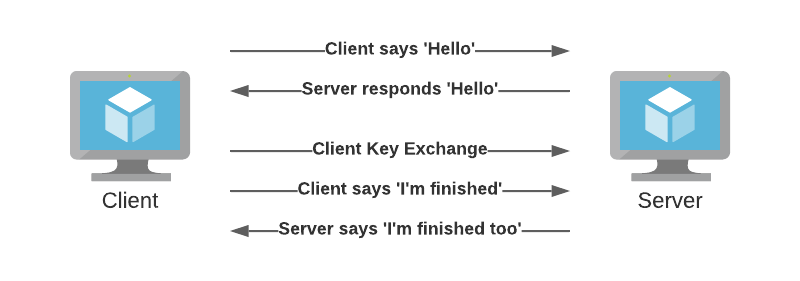 Client says 'Hello'
Server responds 'Hello'
Client Key Exchange
Client says 'I'm finished'
Server says 'I'm finished too'
Client
Server